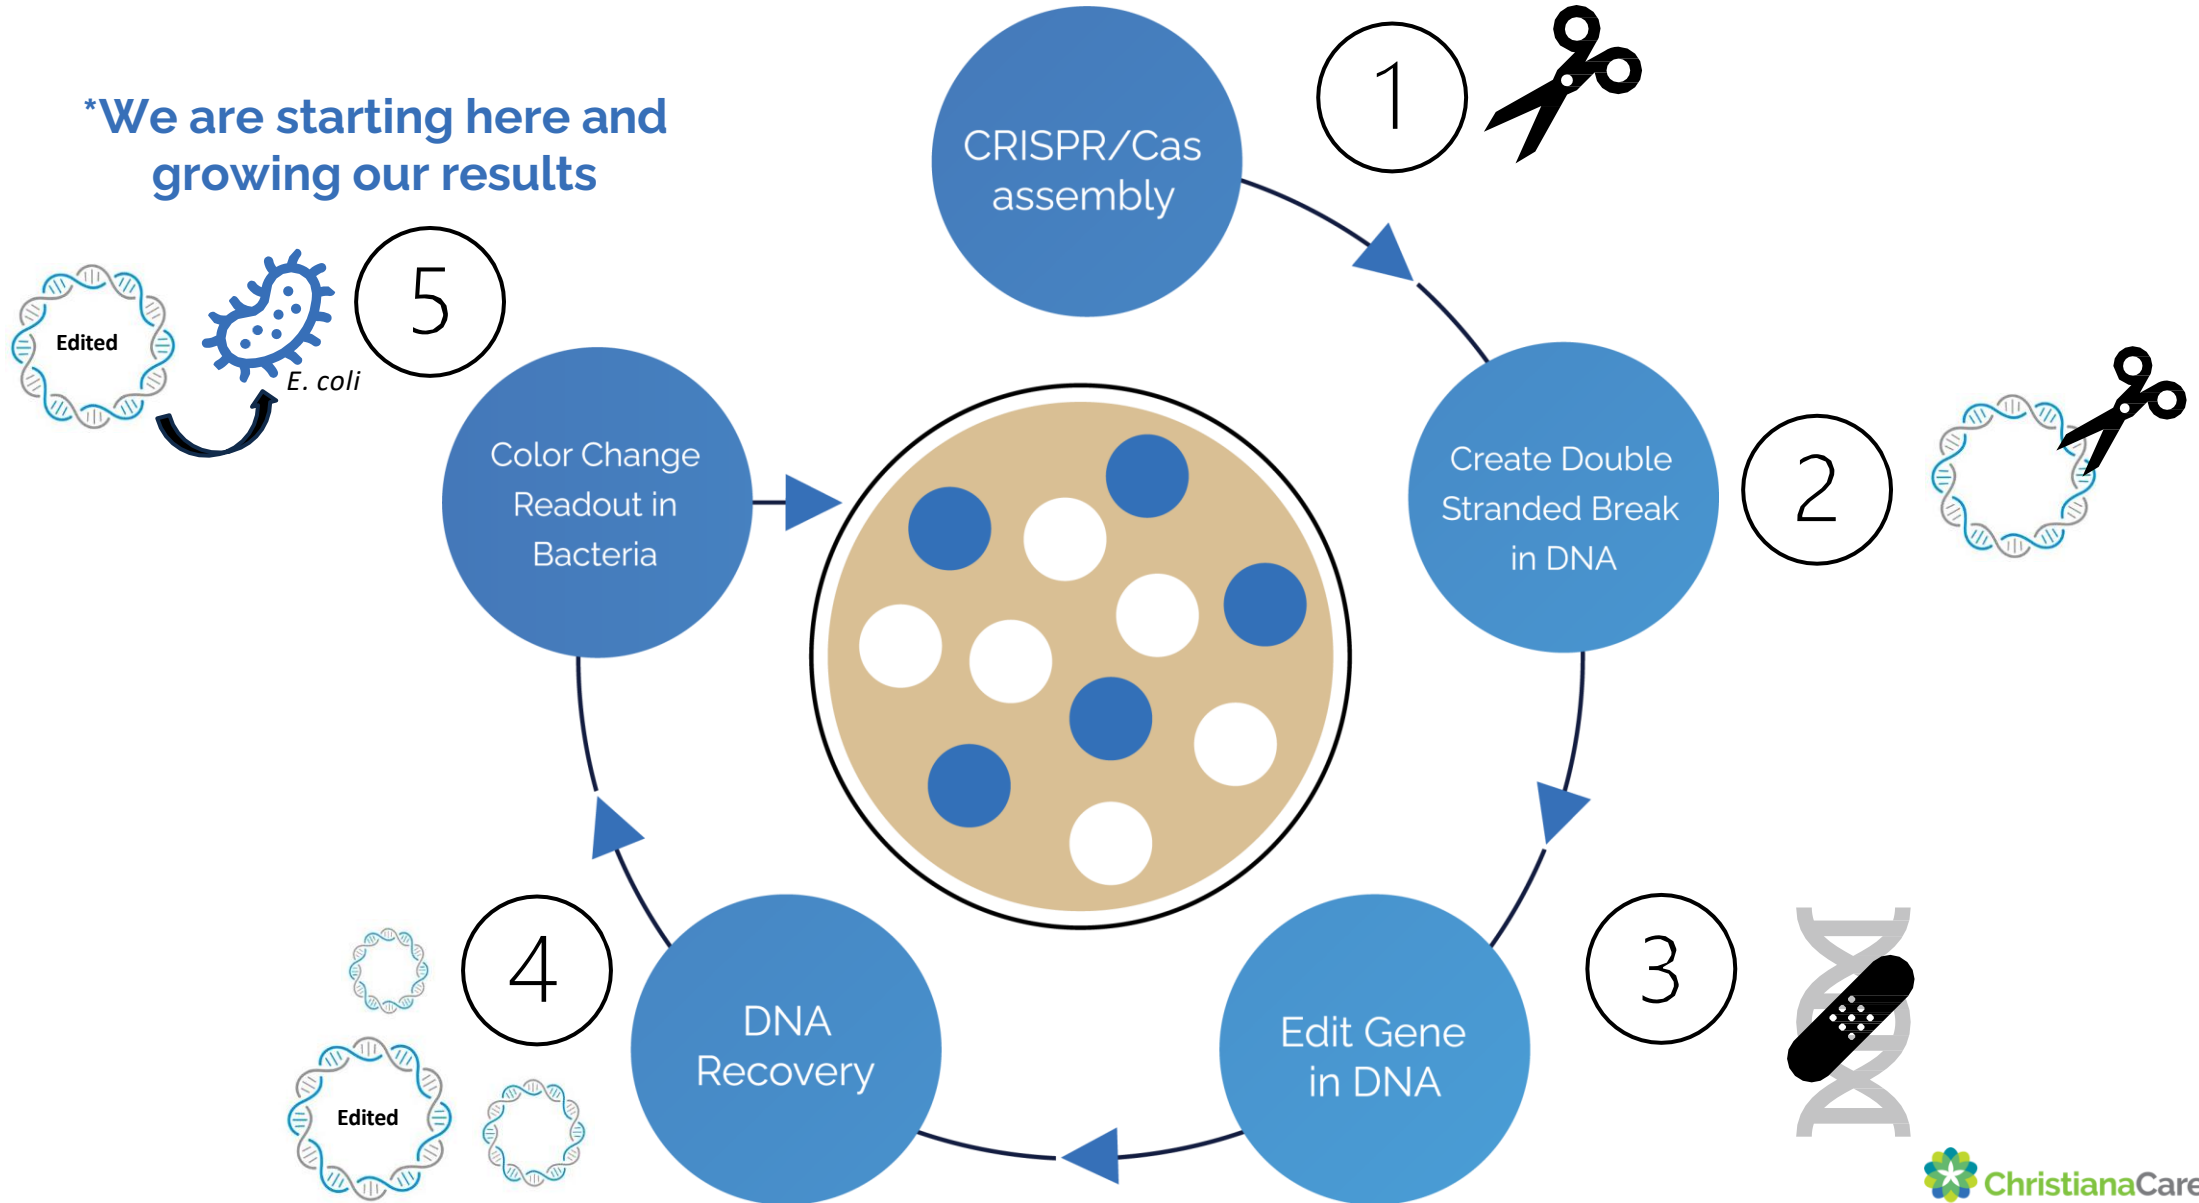 *We are starting here and
growing our results
CRISPR/Cas
assembly
1
Create Double
Stranded Break
in DNA
2
Edit Gene
in DNA
3
DNA
Recovery
4
Edited
Color Change
Readout in
Bacteria
5
Edited
E. coli
ChristianaCare